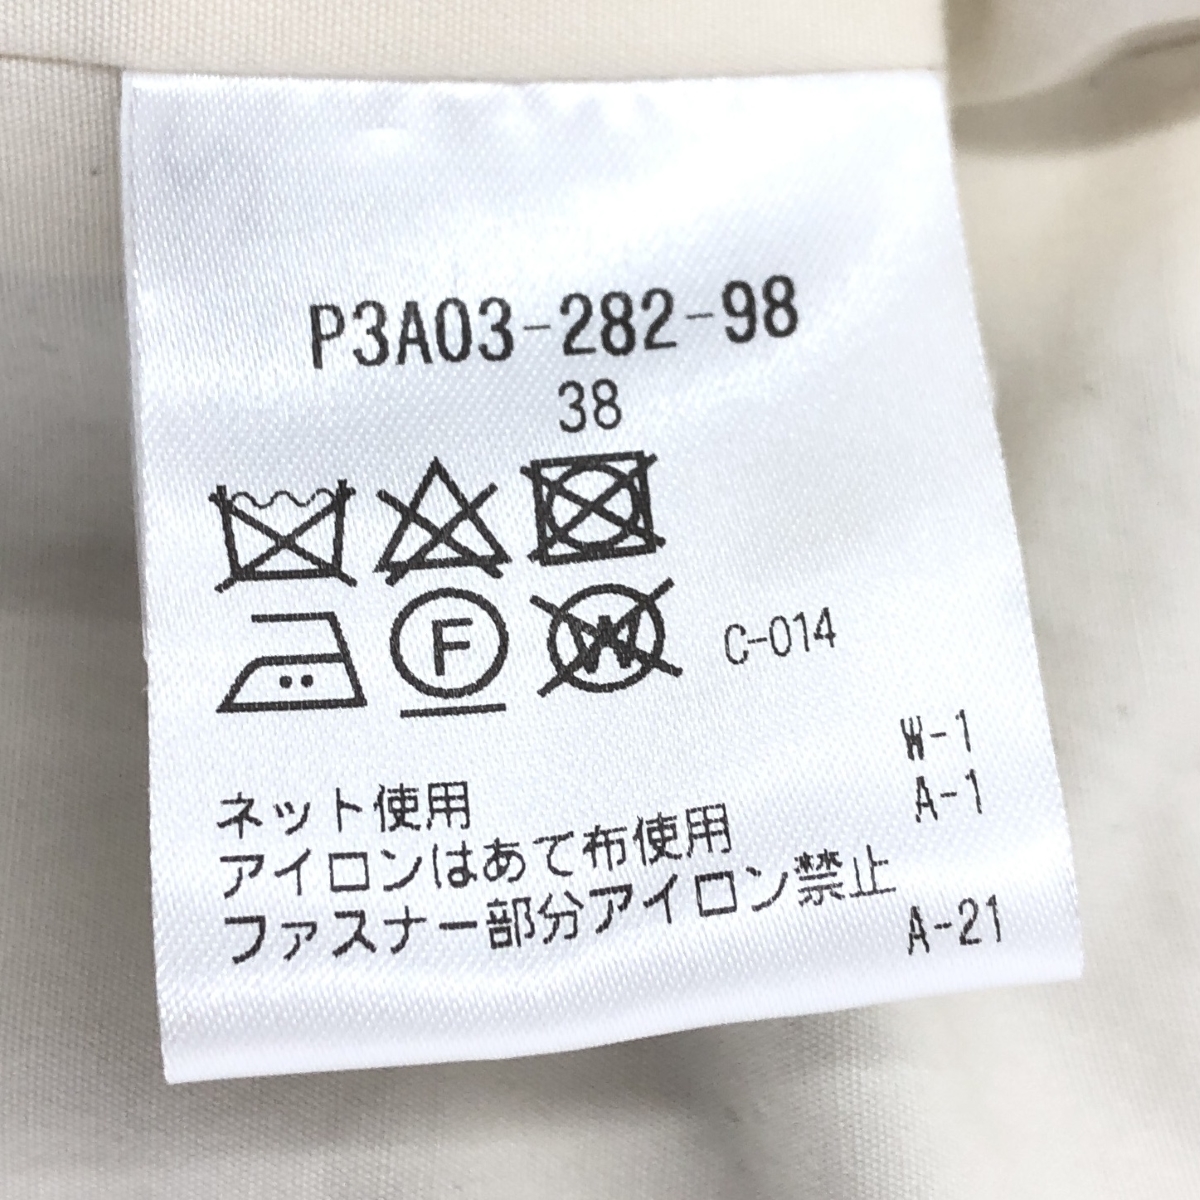 P3A03-282-98
38
F
W
C-014
W-1
ネット使用
A-1
アイロンはあて布使用
ファスナー部分アイロン禁止
A-21